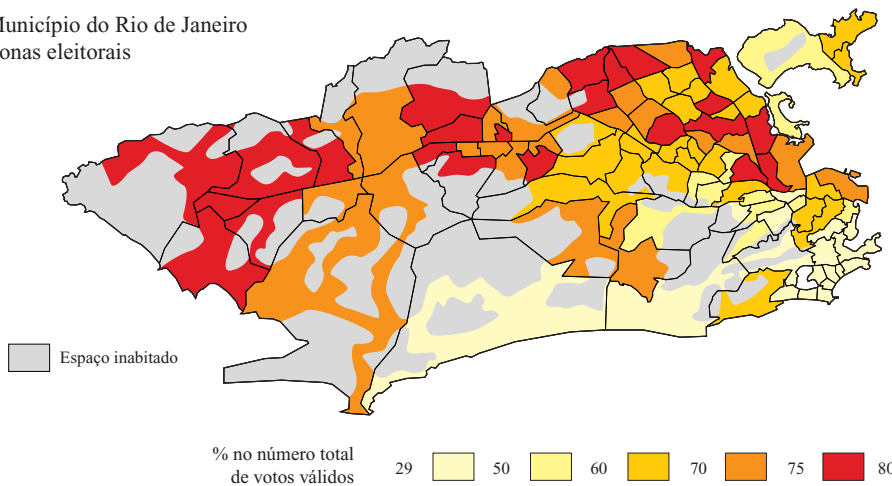 Município do Rio de Janeiro
onas eleitorais
Espaço inabitado
% no número total
de votos válidos
29 50 60 70 75 80